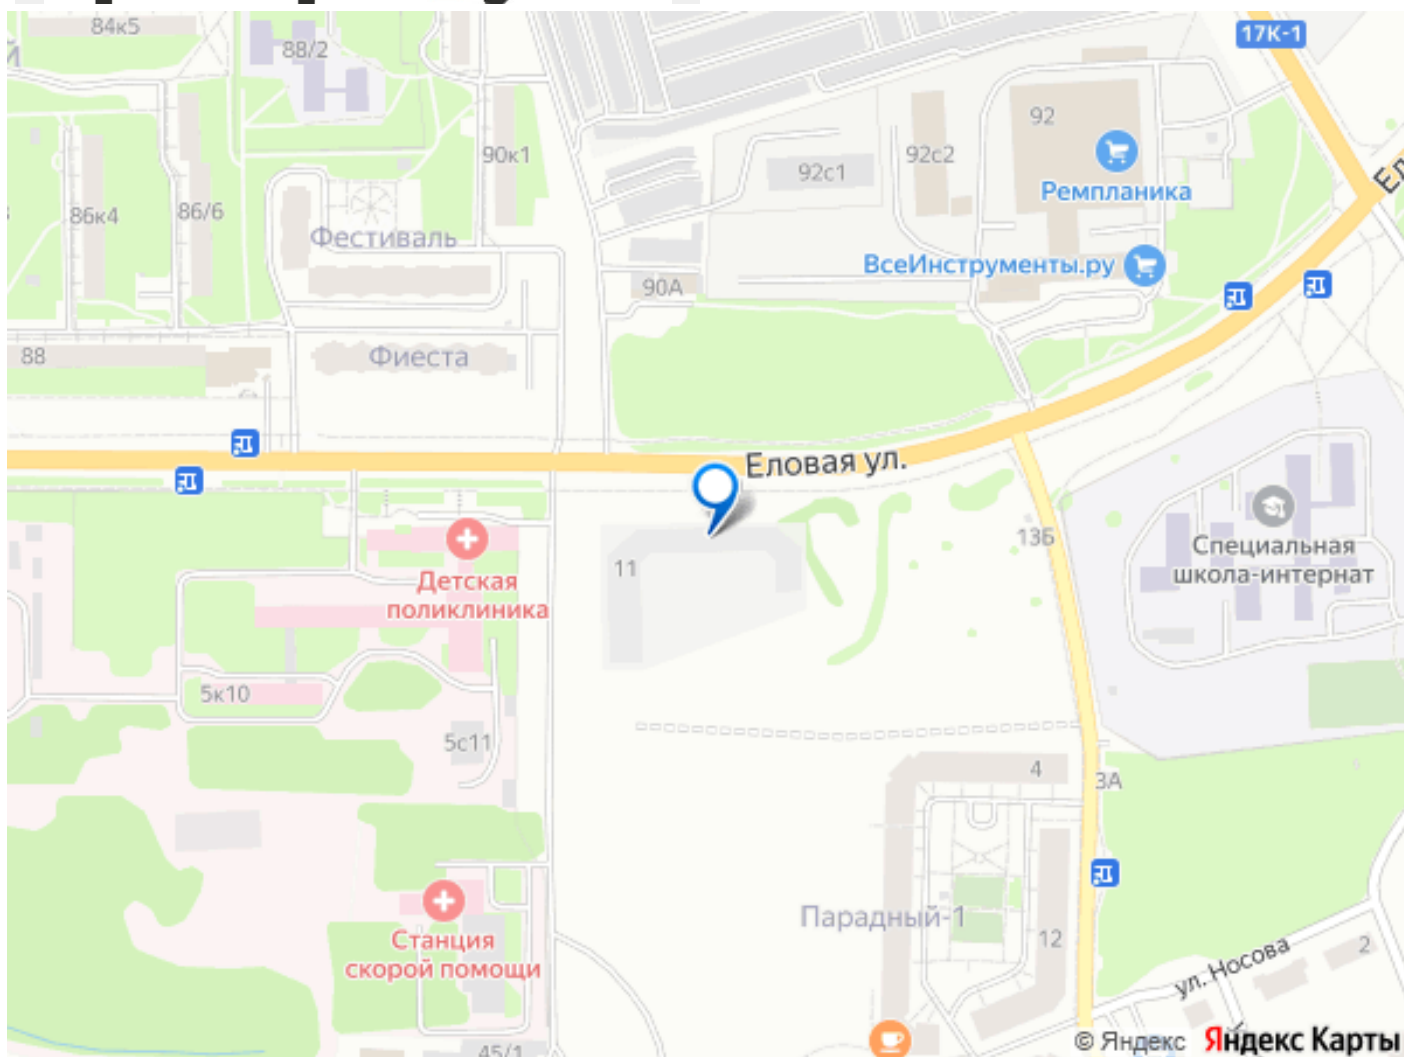 84к5
17К-1
й
88/2
92
90к1
92с1
92с2
Ремпланика
86к4
86/6
Фестиваль
ВсеИнструменты.ру
90А
88
Фиеста
Еловая ул.
11
13Б
Специальная
школа-интернат
Детская
поликлиника
5к10
5с11
4
3А
Парадный-1
12
Станция
скорой помощи
ул. Носова
2
45/1
© Яндекс Яндекс Карты